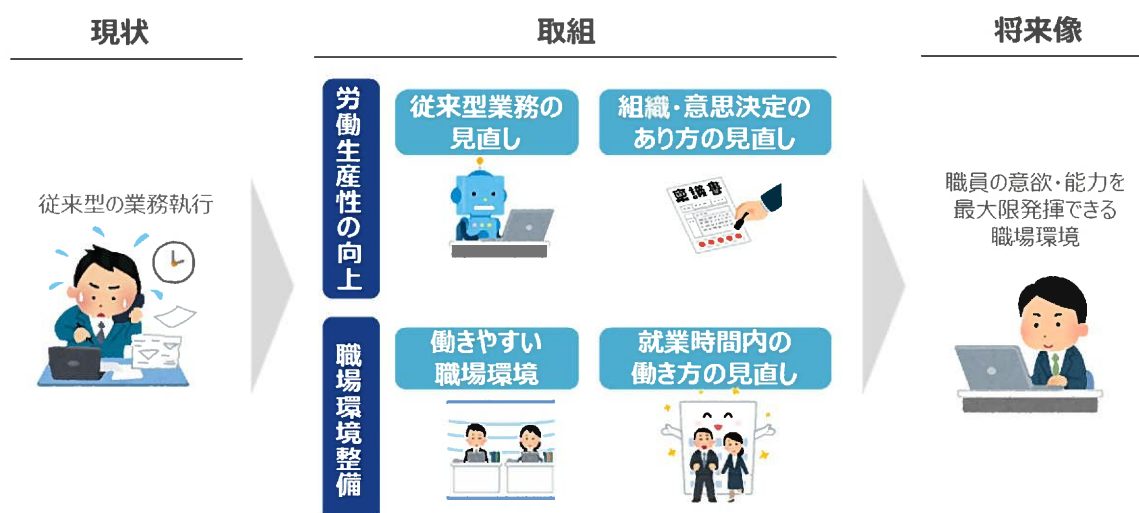 現状
従来型の業務執行
取組
労働生産性の向上
従来型業務の
見直し
組織・意思決定の
あり方の見直し
稟議書
職場環境整備
働きやすい
職場環境
就業時間内の
働き方の見直し
将来像
職員の意欲・能力を
最大限発揮できる
職場環境